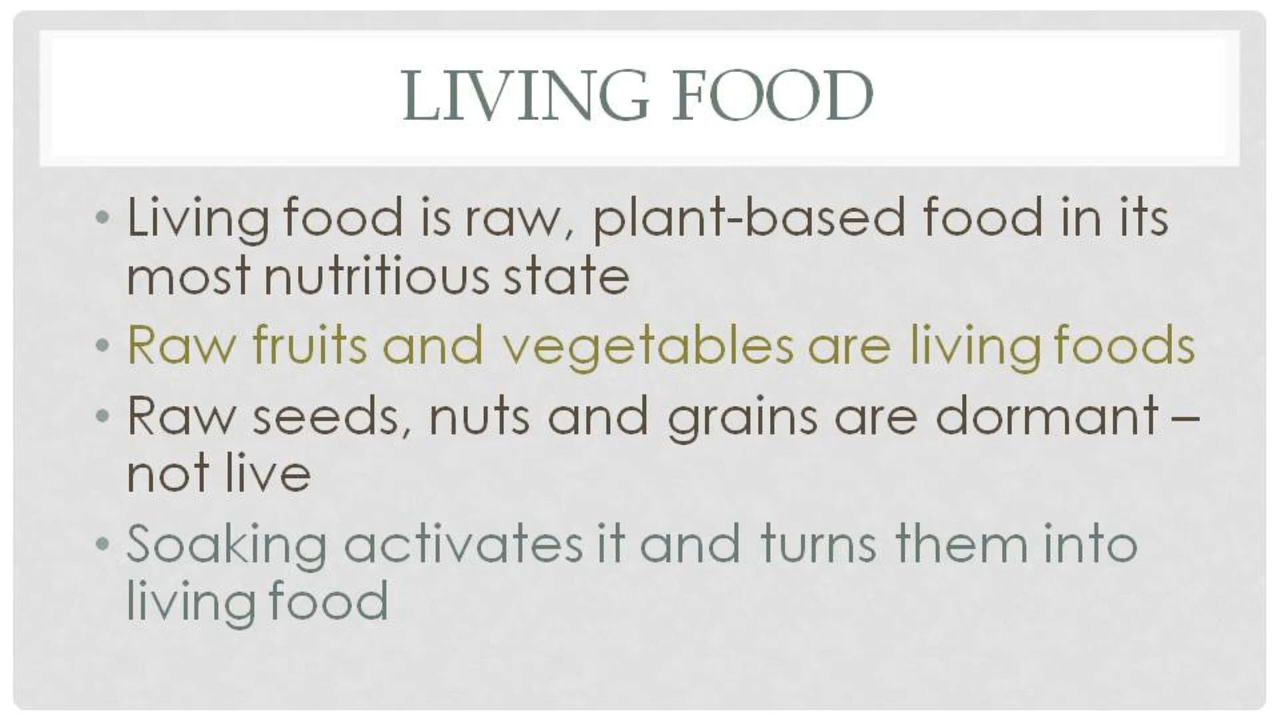 LIVING FOOD
• Living food is raw, plant-based food in its
most nutritious state
• Raw fruits and vegetables are living foods
• Raw seeds, nuts and grains are dormant –
not live
• Soaking activates it and turns them into
living food